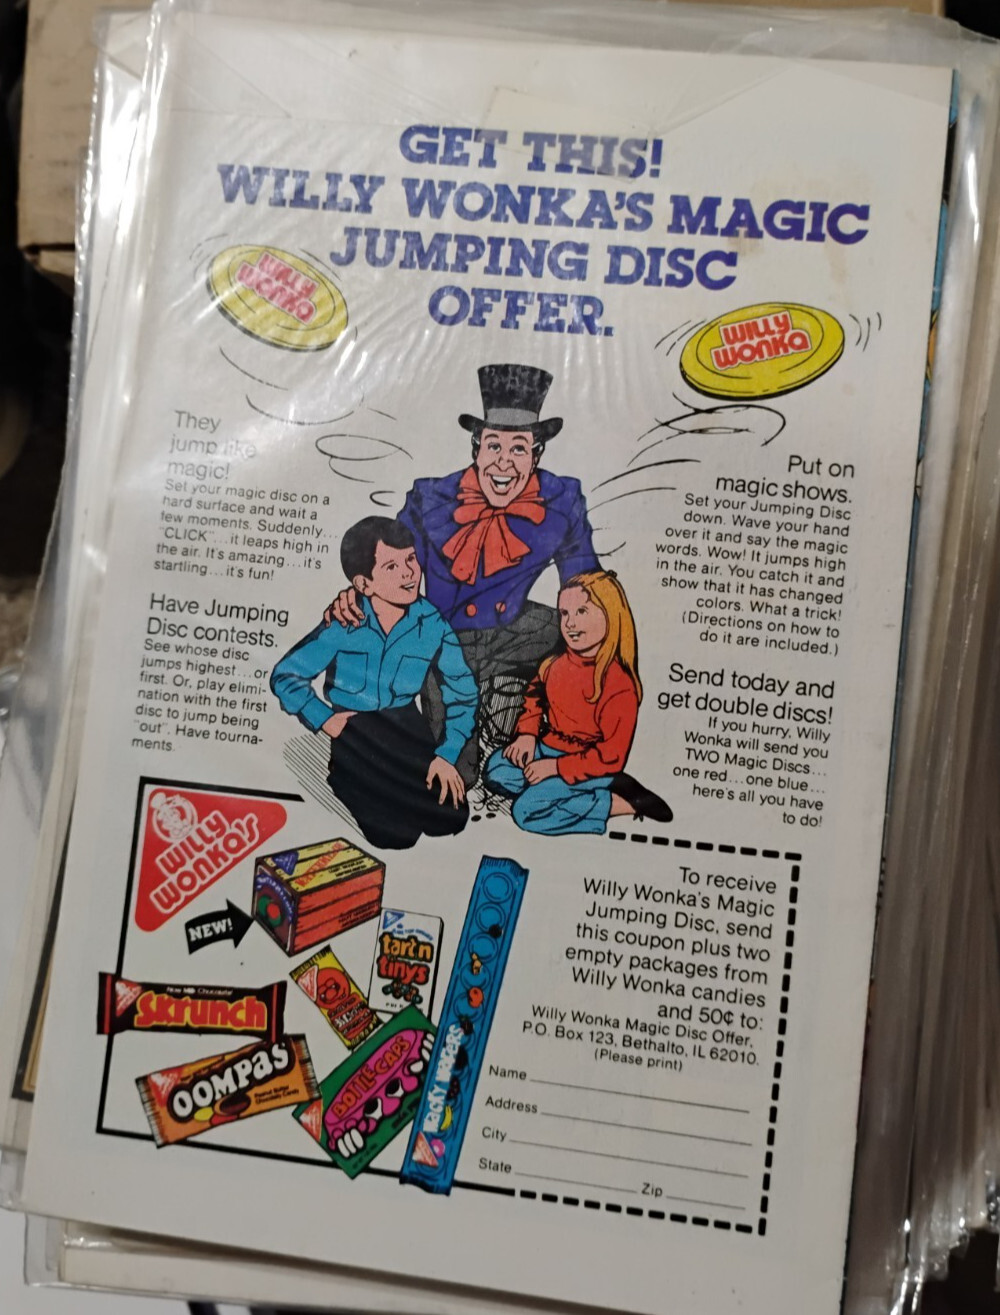 GET THIS!
WILLY WONKA'S MAGIC
JUMPING DISC
OFFER.
WILLY
WONKA
WILLY
WONKA
They
jump like
magic!
Set your magic disc on a
hard surface and wait a
few moments. Suddenly...
"CLICK"...it leaps high in
the air. It's amazing...it's
startling...it's fun!
Have Jumping
Disc contests.
See whose disc
jumps highest...or
first. Or, play elimi-
nation with the first
disc to jump being
"out". Have tourna-
ments.
Put on
magic shows.
Set your Jumping Disc
down. Wave your hand
over it and say the magic
words. Wow! It jumps high
in the air. You catch it and
show that it has changed
colors. What a trick!
(Directions on how to
do it are included.)
Send today and
get double discs!
If you hurry, Willy
Wonka will send you
TWO Magic Discs...
one red...one blue...
here's all you have
to do!
WILLY
WONKA'S
NEW!
tart n
tinys
Skrunch
OOMPAS
Peanut Butter
BOTTLE CAPS
WACKY WAFERS
To receive
Willy Wonka's Magic
Jumping Disc, send
this coupon plus two
empty packages from
Willy Wonka candies
and 50¢ to:
Willy Wonka Magic Disc Offer,
P.O. Box 123, Bethalto, IL 62010.
(Please print)
Name
Address
City
State
Zip